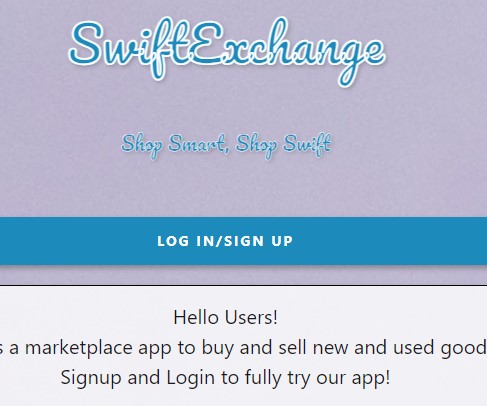 SwiftExchange
Shop Smart, Shop Swift
LOG IN/SIGN UP
Hello Users!
s a marketplace app to buy and sell new and used good
Signup and Login to fully try our app!